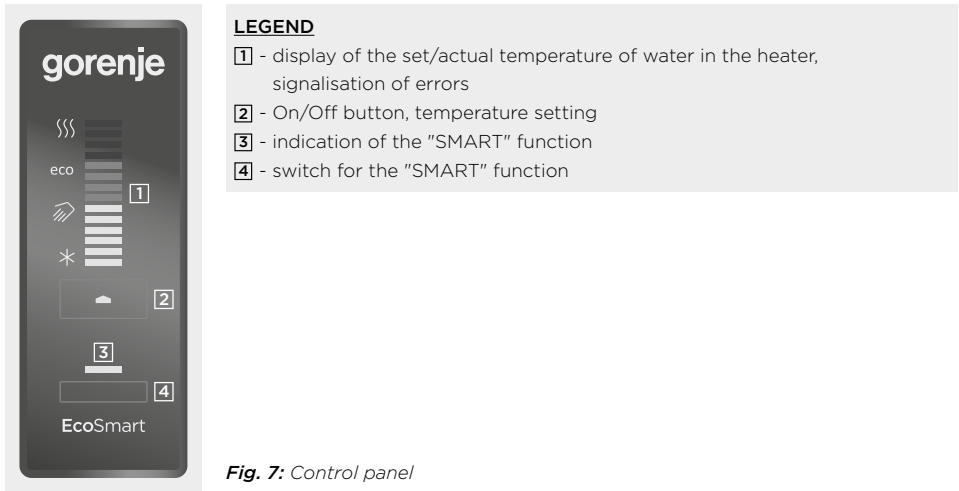 gorenje
eco
1
2
3
4
EcoSmart
LEGEND
1 - display of the set/actual temperature of water in the heater,
signalisation of errors
2 - On/Off button, temperature setting
3 - indication of the "SMART" function
4 - switch for the "SMART" function
Fig. 7: Control panel